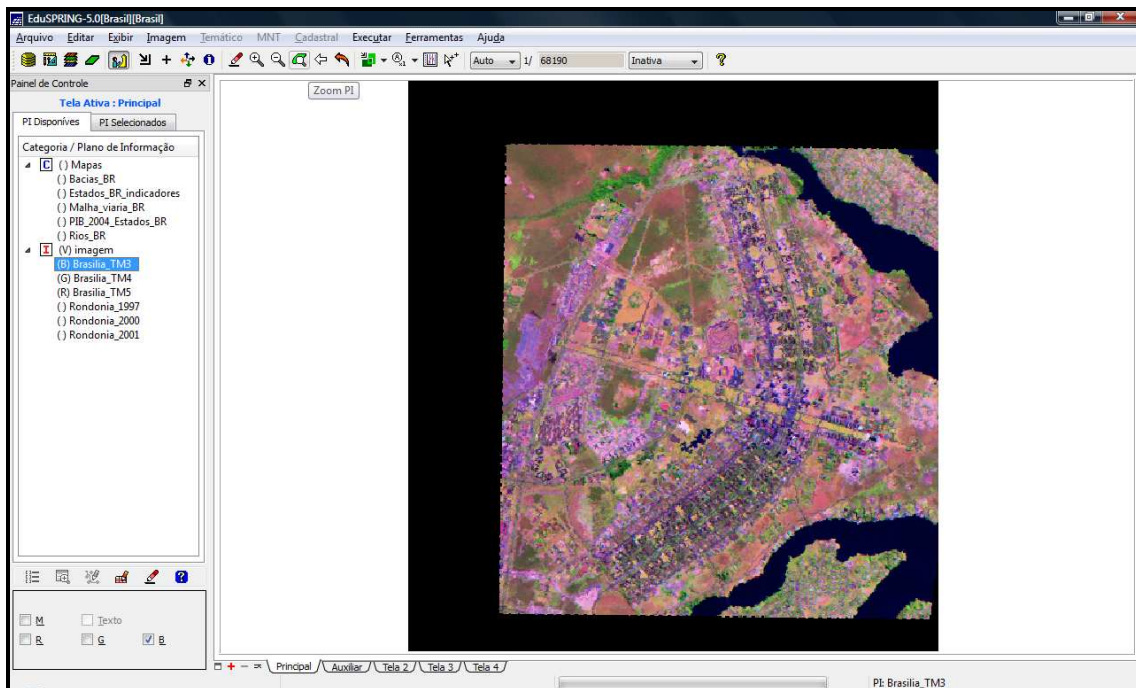 EduSPRING-5.0[Brasil][Brasil]
Arquivo Editar Exibir Imagem Temático MNT Cadastral Executar Ferramentas Ajuda
Auto 1/ 68190 Inativa
Painel de Controle
Zoom PI
Tela Ativa : Principal
PI Disponíves PI Selecionados
Categoria / Plano de Informação
C () Mapas
() Bacias_BR
() Estados_BR_indicadores
() Malha_viaria_BR
() PIB_2004_Estados_BR
() Rios_BR
I (V) imagem
(B) Brasilia_TM3
(G) Brasilia_TM4
(R) Brasilia_TM5
() Rondonia_1997
() Rondonia_2000
() Rondonia_2001
M Texto
R G B
Principal Auxiliar Tela 2 Tela 3 Tela 4
PI: Brasilia_TM3